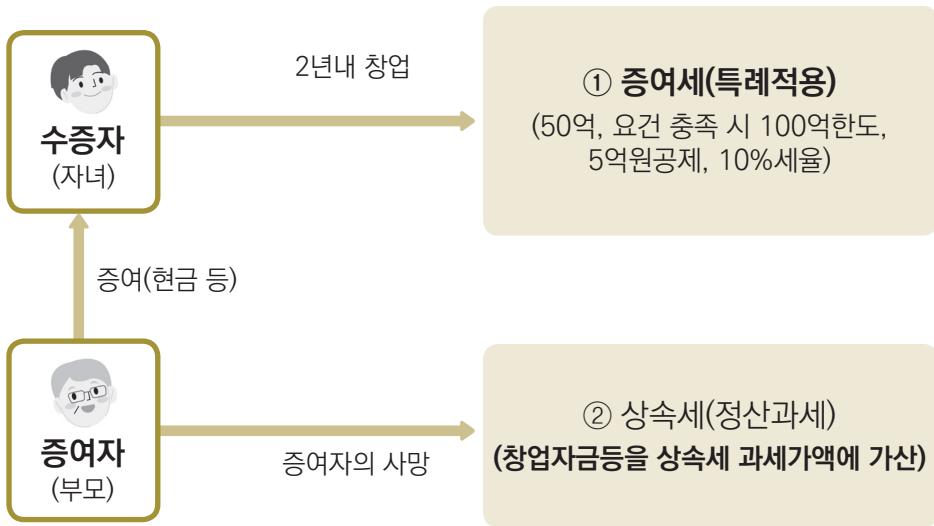 2년내 창업
수증자
(자녀)
① 증여세(특례적용)
(50억, 요건 충족 시 100억한도,
5억원공제, 10%세율)
증여(현금 등)
증여자
(부모)
증여자의 사망
② 상속세(정산과세)
(창업자금등을 상속세 과세가액에 가산)